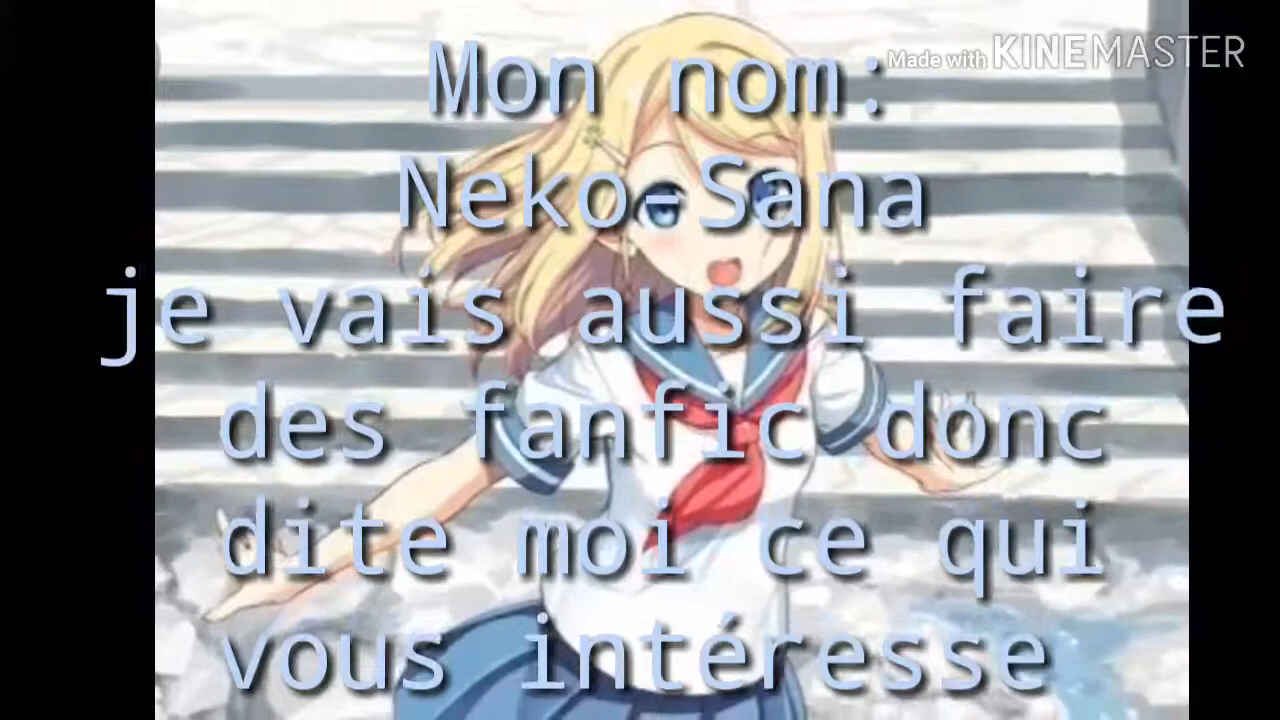 Made with KINEMASTER
Mon nom:
Neko-Sana
je vais aussi faire
des fanfic donc
dite moi ce qui
vous intéresse